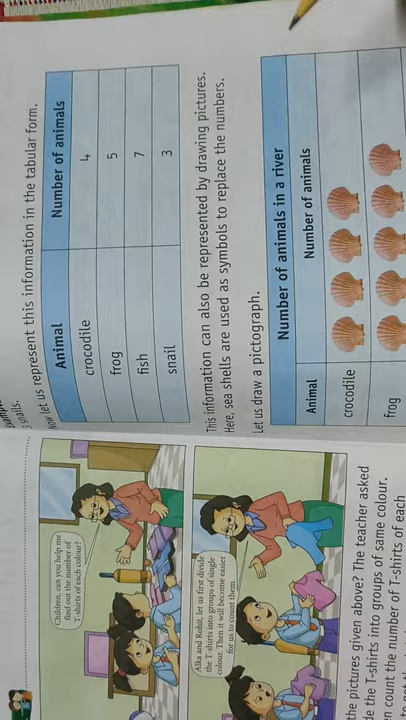 snails.
Now let us represent this information in the tabular form.
Animal Number of animals
crocodile 4
frog 5
fish 7
snail 3
This information can also be represented by drawing pictures.
Here, sea shells are used as symbols to replace the numbers.
Let us draw a pictograph.
Number of animals in a river
Animal Number of animals
crocodile
frog
Children, can you help me
find out the number of
T-shirts of each colour?
Alka and Rohit, let us first divide
the T-shirts into groups of single
colour. Then it will become easier
for us to count them.
the pictures given above? The teacher asked
the T-shirts into groups of same colour.
count the number of T-shirts of each